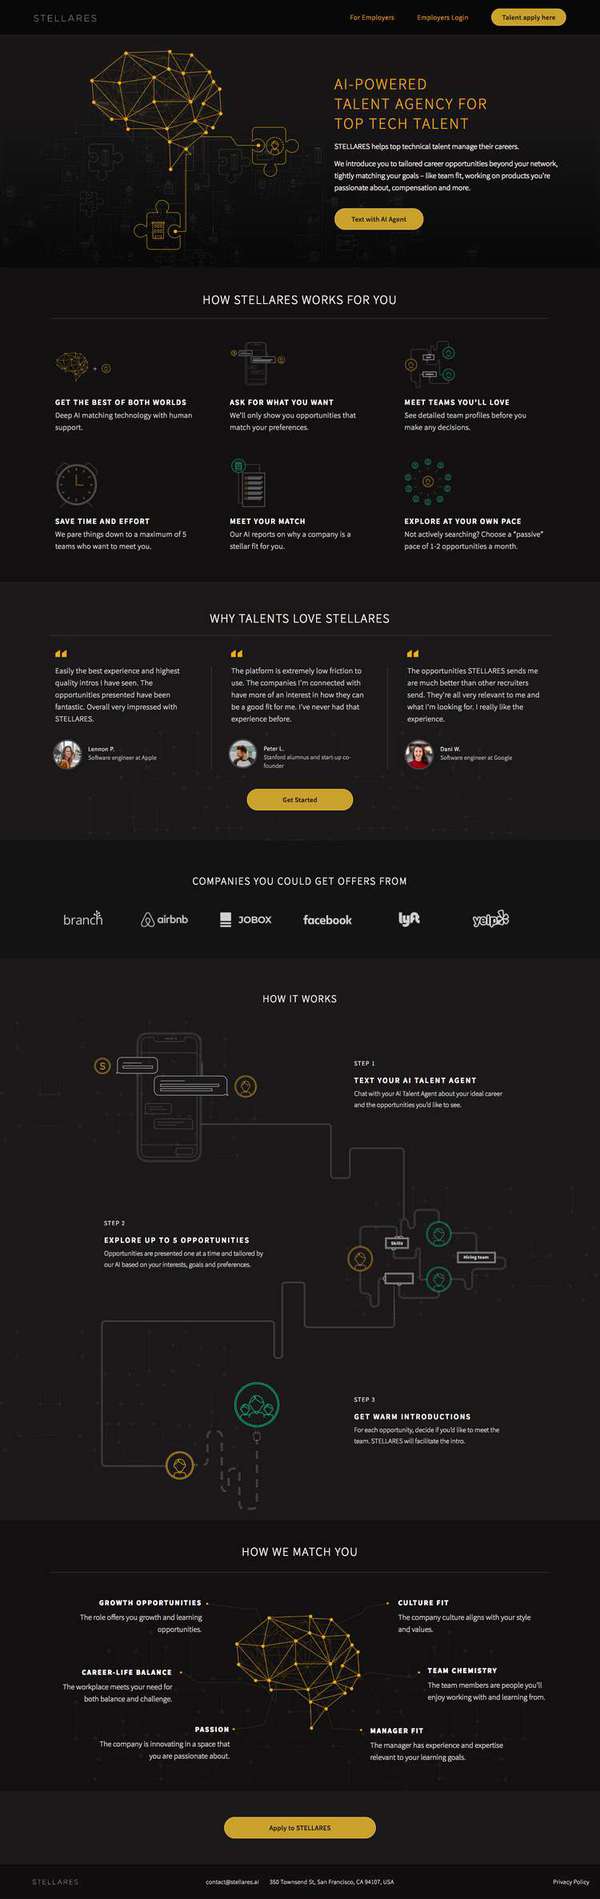 STELLARES
For Employers
Employers Login
Talent apply here
AI-POWERED
TALENT AGENCY FOR
TOP TECH TALENT
STELLARES helps top technical talent manage their careers.
We introduce you to tailored career opportunities beyond your network,
tightly matching your goals – like team fit, working on products you're
passionate about, compensation and more.
Text with AI Agent
HOW STELLARES WORKS FOR YOU
GET THE BEST OF BOTH WORLDS
Deep AI matching technology with human
support.
ASK FOR WHAT YOU WANT
We'll only show you opportunities that
match your preferences.
MEET TEAMS YOU'LL LOVE
See detailed team profiles before you
make any decisions.
SAVE TIME AND EFFORT
We pare things down to a maximum of 5
teams who want to meet you.
MEET YOUR MATCH
Our AI reports on why a company is a
stellar fit for you.
EXPLORE AT YOUR OWN PACE
Not actively searching? Choose a "passive"
pace of 1-2 opportunities a month.
WHY TALENTS LOVE STELLARES
Easily the best experience and highest
quality intros I have seen. The
opportunities presented have been
fantastic. Overall very impressed with
STELLARES.
Lennon P.
Software engineer at Apple
The platform is extremely low friction to
use. The companies I'm connected with
have more of an interest in how they can
be a good fit for me. I've never had that
experience before.
Peter L.
Stanford alumnus and start-up co-
founder
The opportunities STELLARES sends me
are much better than other recruiters
send. They're all very relevant to me and
what I'm looking for. I really like the
experience.
Dani W.
Software engineer at Google
Get Started
COMPANIES YOU COULD GET OFFERS FROM
branch
airbnb
JOBOX
facebook
lyft
yelp
HOW IT WORKS
S
STEP 1
TEXT YOUR AI TALENT AGENT
Chat with your AI Talent Agent about your ideal career
and the opportunities you'd like to see.
STEP 2
EXPLORE UP TO 5 OPPORTUNITIES
Opportunities are presented one at a time and tailored by
our AI based on your interests, goals and preferences.
Skills
Hiring team
STEP 3
GET WARM INTRODUCTIONS
For each opportunity, decide if you'd like to meet the
team. STELLARES will facilitate the intro.
HOW WE MATCH YOU
GROWTH OPPORTUNITIES
The role offers you growth and learning
opportunities.
CULTURE FIT
The company culture aligns with your style
and values.
CAREER-LIFE BALANCE
The workplace meets your need for
both balance and challenge.
TEAM CHEMISTRY
The team members are people you'll
enjoy working with and learning from.
PASSION
The company is innovating in a space that
you are passionate about.
MANAGER FIT
The manager has experience and expertise
relevant to your learning goals.
Apply to STELLARES
STELLARES
contact@stellares.ai
350 Townsend St, San Francisco, CA 94107, USA
Privacy Policy